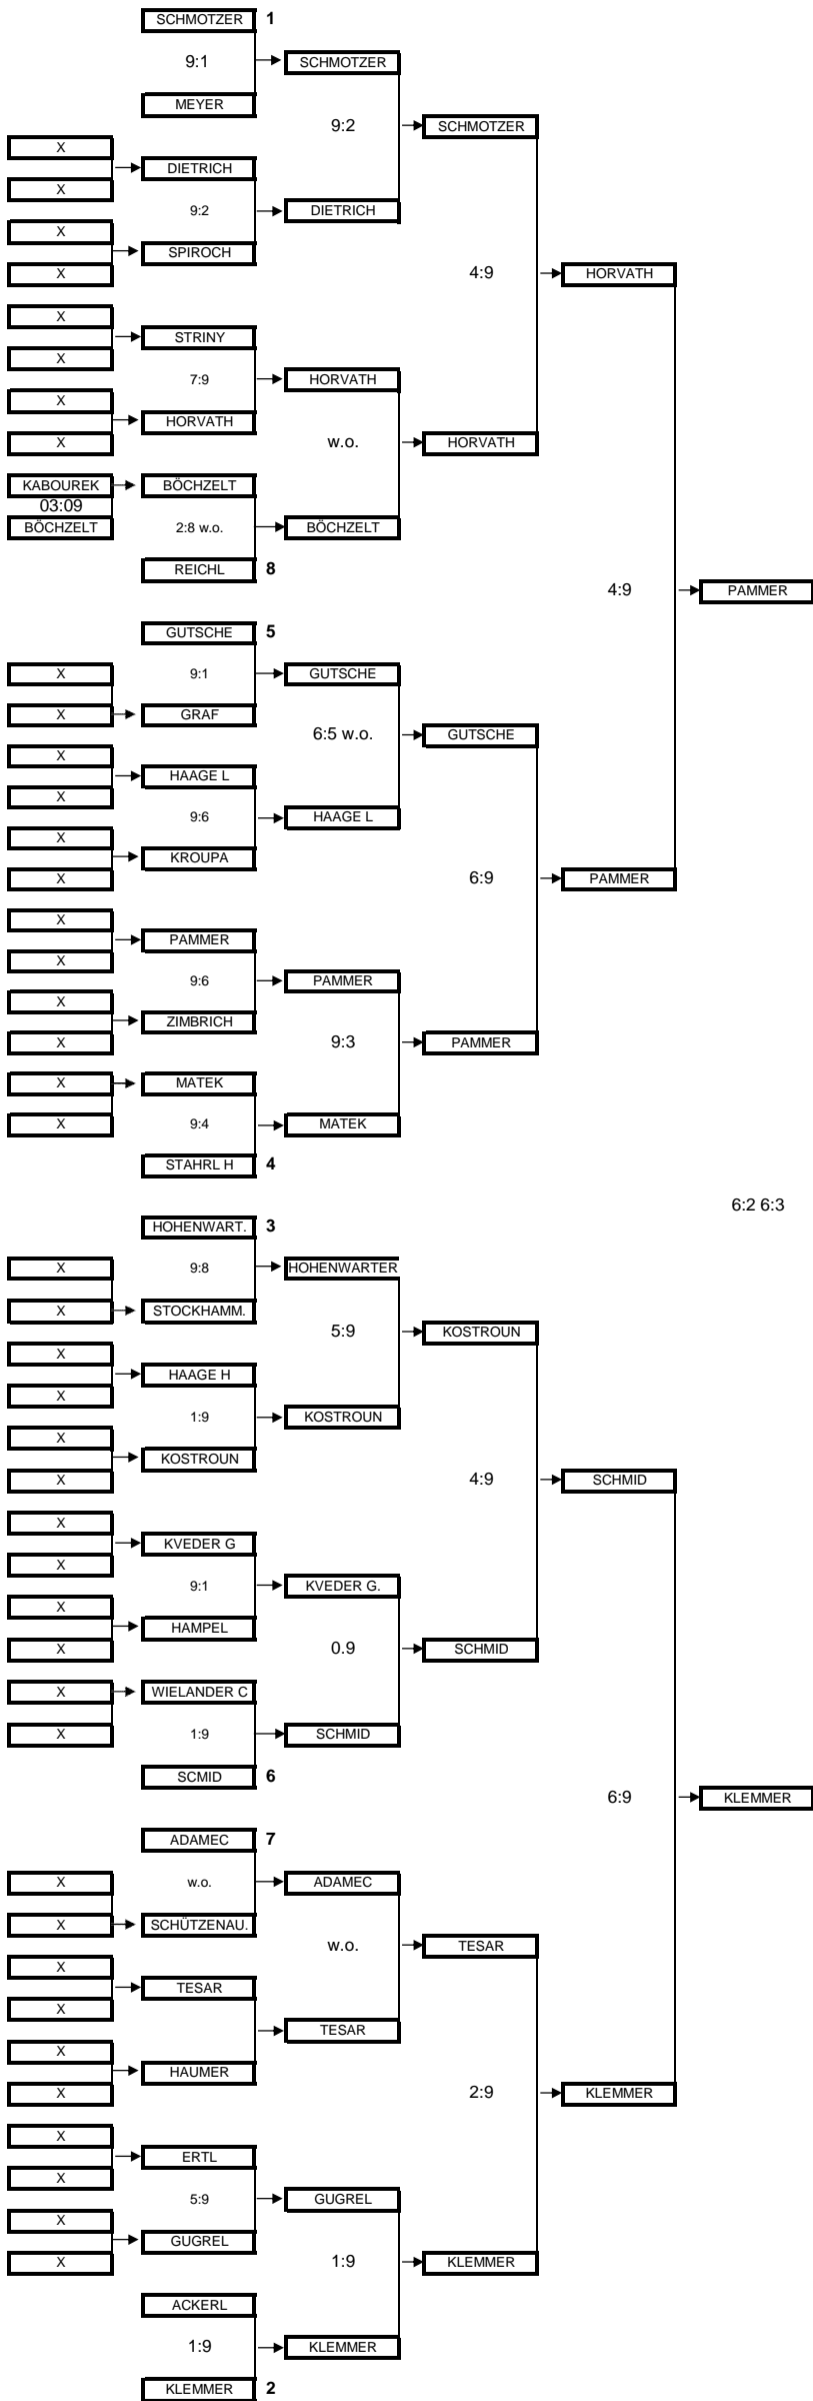 SCHMOTZER 1
9:1
SCHMOTZER
MEYER
9:2
SCHMOTZER
X
DIETRICH
X
9:2
DIETRICH
X
SPIROCH
X
4:9
HORVATH
X
STRINY
X
7:9
HORVATH
X
HORVATH
X
w.o.
HORVATH
KABOUREK
BÖCHZELT
03:09
BÖCHZELT
2:8 w.o.
BÖCHZELT
REICHL 8
4:9
PAMMER
GUTSCHE 5
X
9:1
GUTSCHE
X
GRAF
6:5 w.o.
GUTSCHE
X
HAAGE L
X
9:6
HAAGE L
X
KROUPA
X
6:9
PAMMER
X
PAMMER
X
9:6
PAMMER
X
ZIMBRICH
X
9:3
PAMMER
X
MATEK
X
9:4
MATEK
STAHRL H 4
6:2 6:3
HOHENWART. 3
X
9:8
HOHENWARTER
X
STOCKHAMM.
5:9
KOSTROUN
X
HAAGE H
X
1:9
KOSTROUN
X
KOSTROUN
X
4:9
SCHMID
X
KVEDER G
X
9:1
KVEDER G.
X
HAMPEL
X
0.9
SCHMID
X
WIELANDER C
X
1:9
SCHMID
SCMID 6
6:9
KLEMMER
ADAMEC 7
X
w.o.
ADAMEC
X
SCHÜTZENAU.
w.o.
TESAR
X
TESAR
X
TESAR
X
HAUMER
X
2:9
KLEMMER
X
ERTL
X
5:9
GUGREL
X
GUGREL
X
1:9
KLEMMER
ACKERL
1:9
KLEMMER
KLEMMER 2